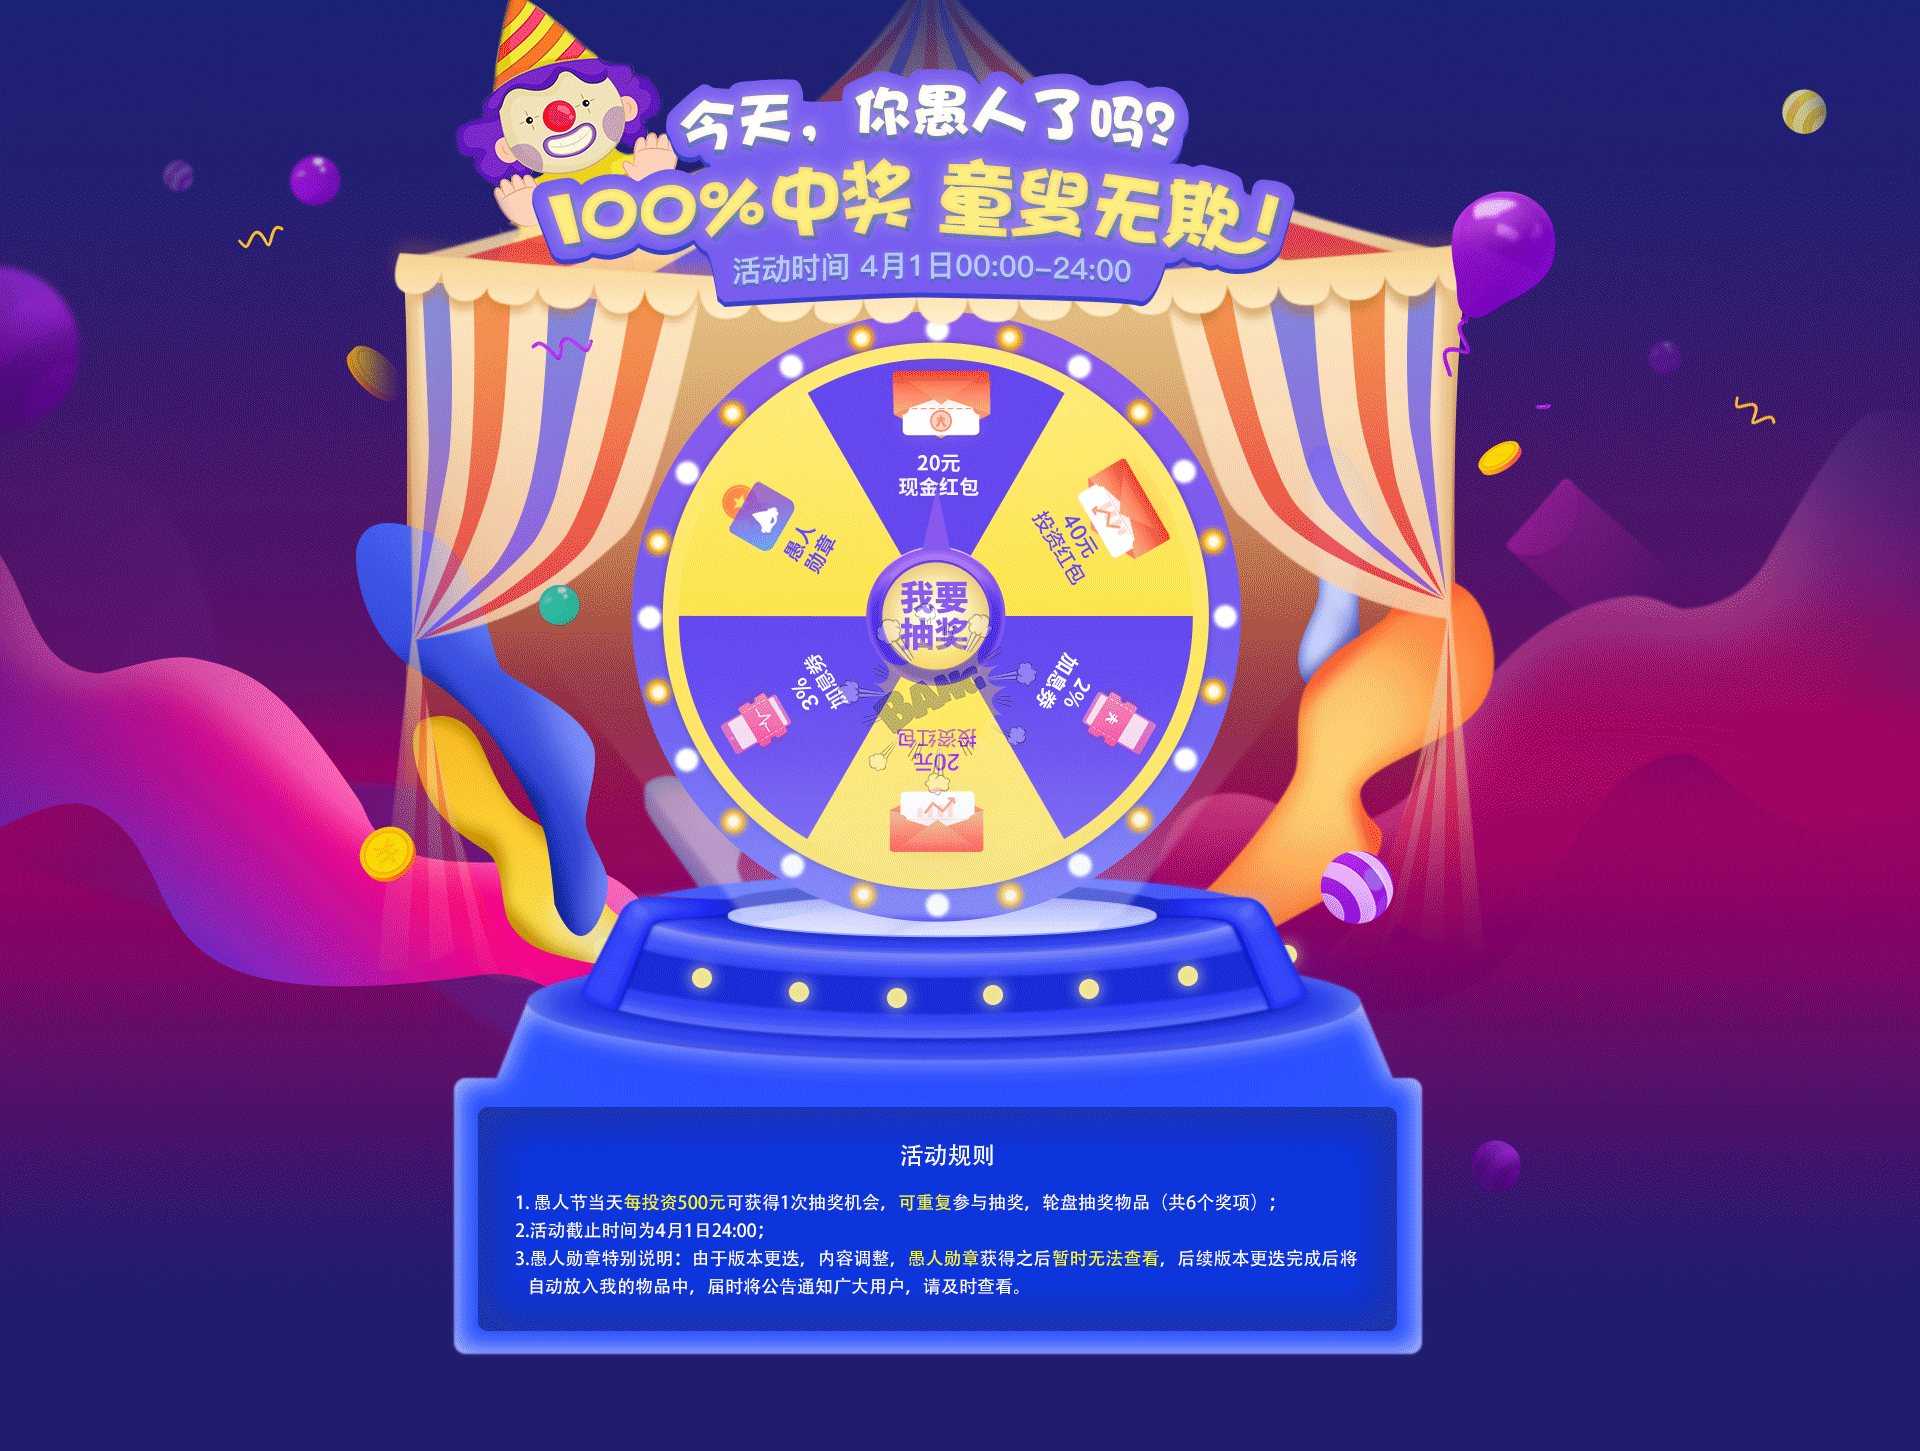 今天，你愚人了吗?
100%中奖 童叟无欺!
活动时间 4月1日00:00-24:00
20元
现金红包
40元
投资红包
愚人
勋章
我要
抽奖
3%
加息券
2%
加息券
BANG!
20元
投资红包
活动规则
1. 愚人节当天每投资500元可获得1次抽奖机会，可重复参与抽奖，轮盘抽奖物品（共6个奖项）；
2.活动截止时间为4月1日24:00；
3.愚人勋章特别说明：由于版本更迭，内容调整，愚人勋章获得之后暂时无法查看，后续版本更迭完成后将
自动放入我的物品中，届时将公告通知广大用户，请及时查看。